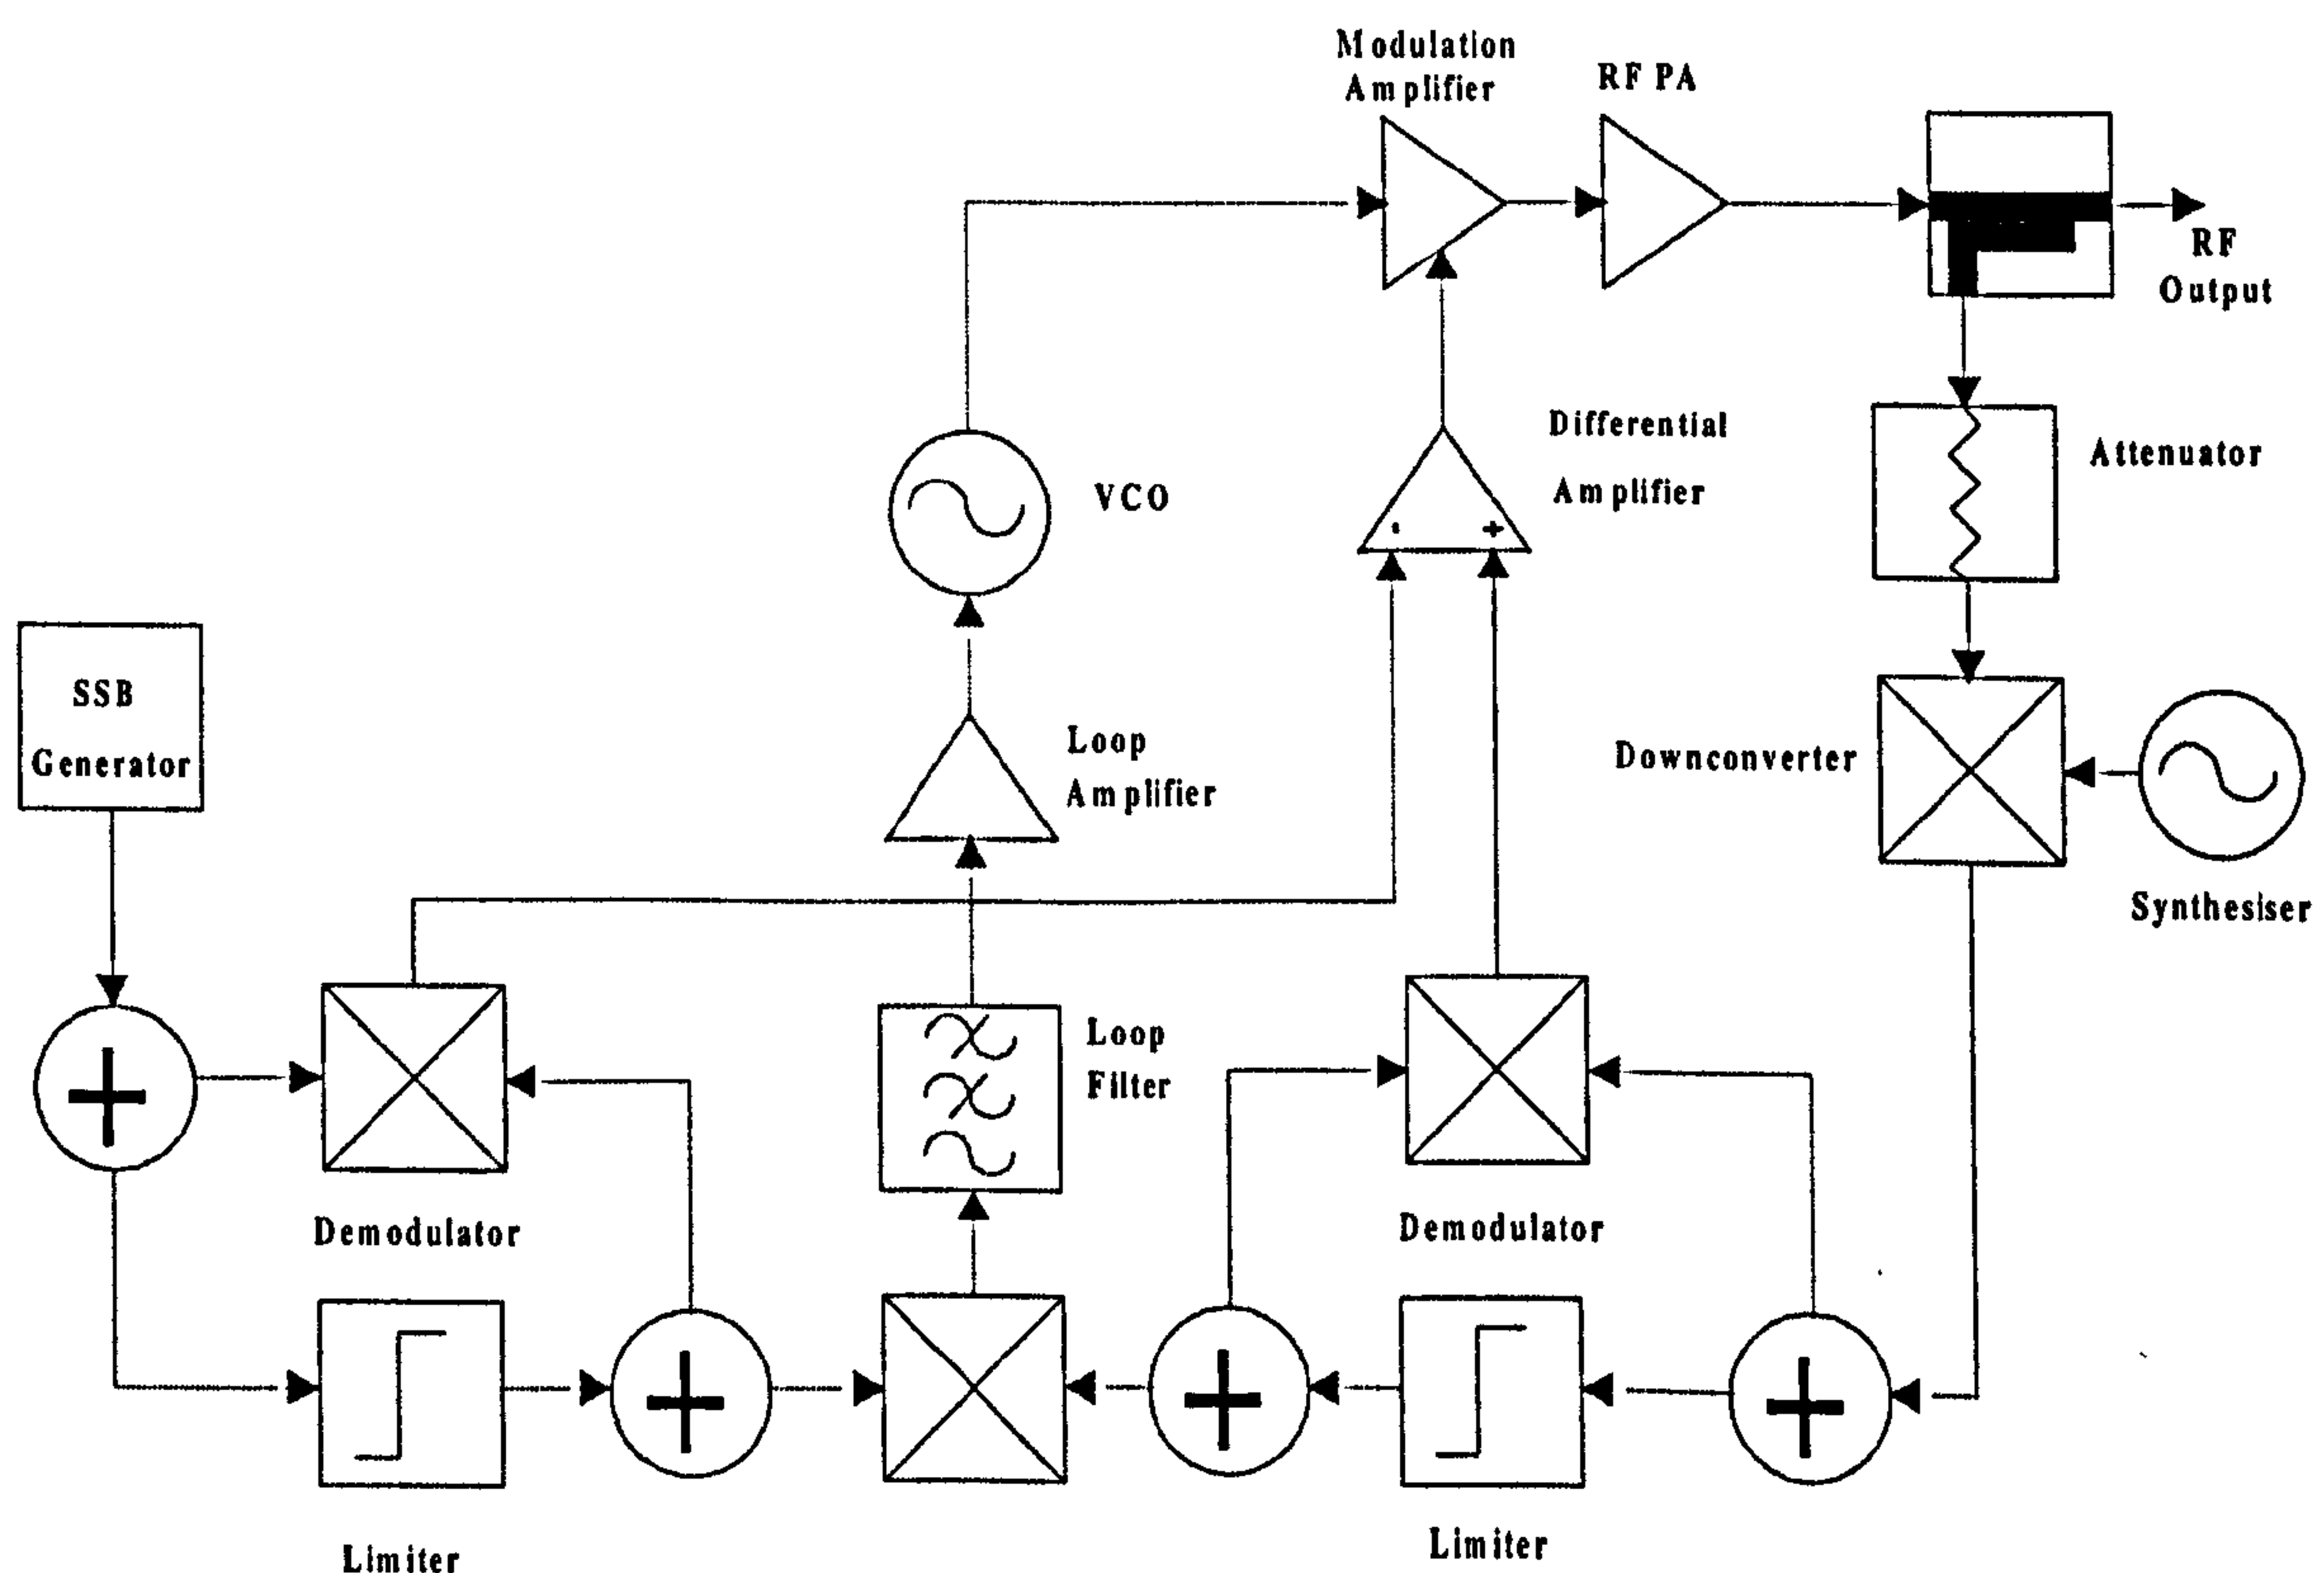 Modulation
Amplifier
RF PA
RF
Output
Differential
Amplifier
Attenuator
VCO
- +
SSB
Generator
Loop
Amplifier
Downconverter
Synthesiser
Loop
Filter
Demodulator
Demodulator
Limiter
Limiter